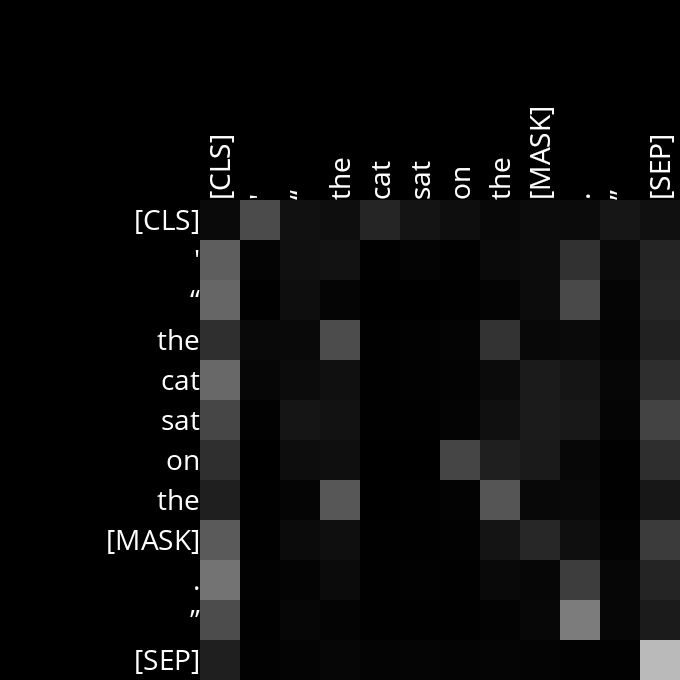 [CLS] ' “ the cat sat on the [MASK] . ” [SEP]
[CLS]
'
“
the
cat
sat
on
the
[MASK]
.
”
[SEP]